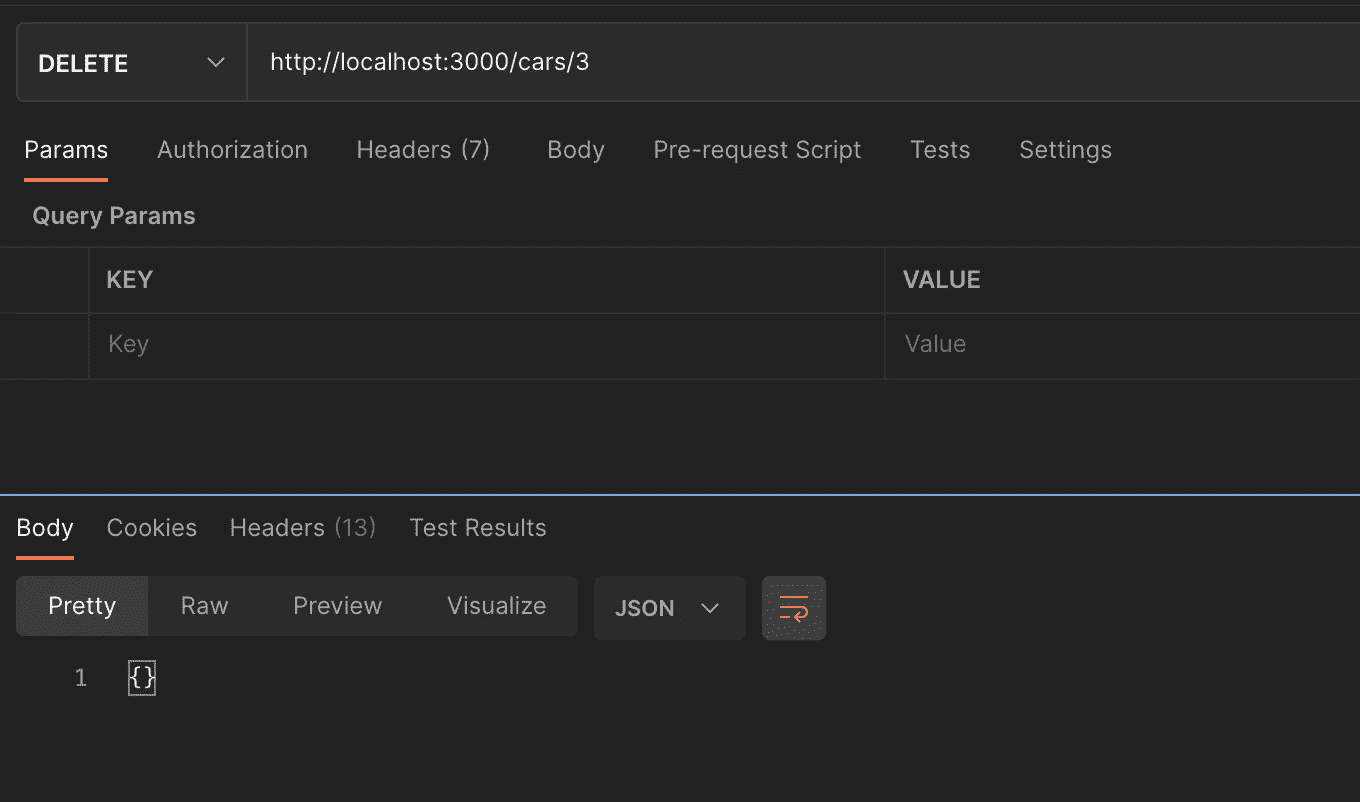 DELETE http://localhost:3000/cars/3
Params Authorization Headers (7) Body Pre-request Script Tests Settings
Query Params
KEY VALUE
Key Value
Body Cookies Headers (13) Test Results
Pretty Raw Preview Visualize JSON
1 {}